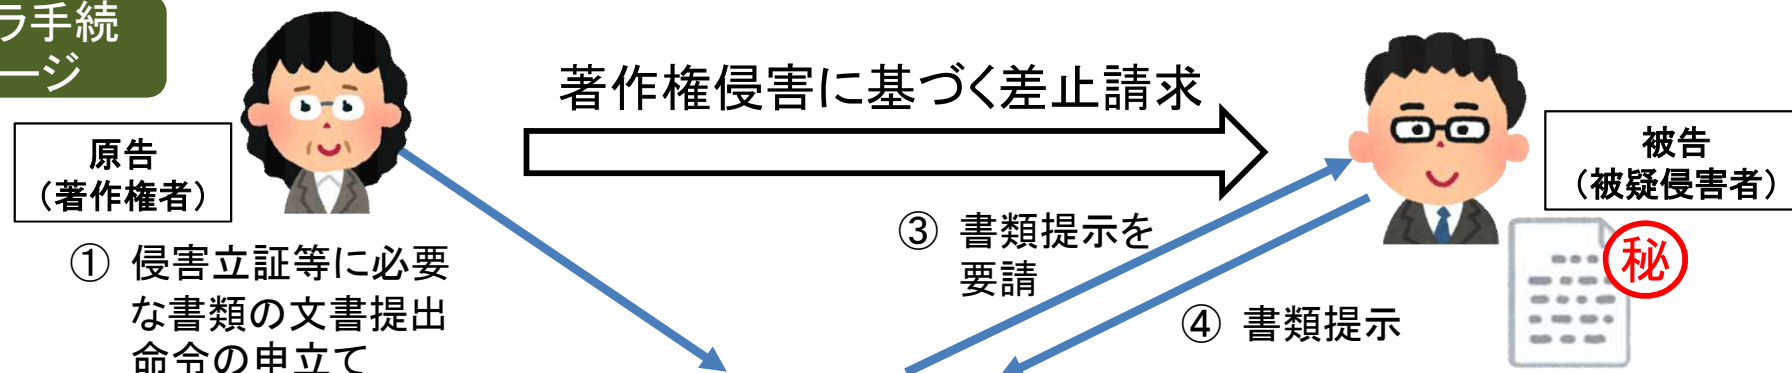 ラ手続
ージ
著作権侵害に基づく差止請求
原告
（著作権者）
被告
（被疑侵害者）
① 侵害立証等に必要
な書類の文書提出
命令の申立て
③ 書類提示を
要請
④ 書類提示
秘